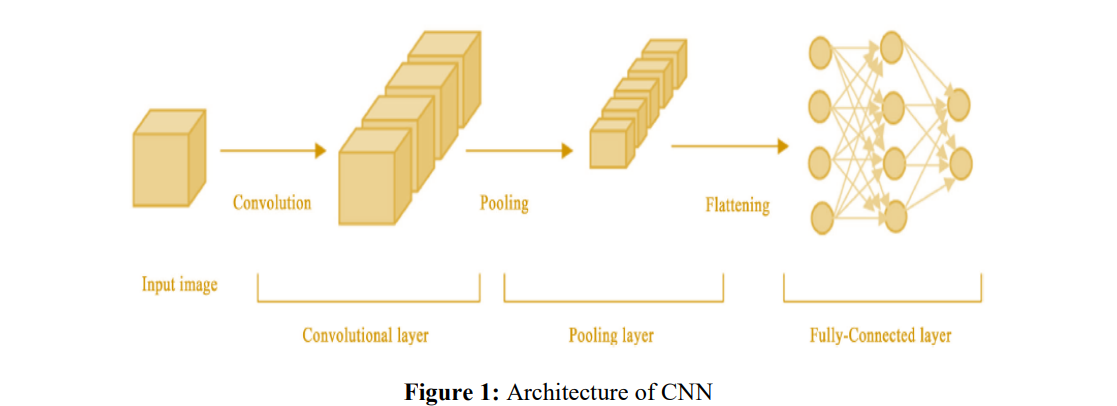 Convolution
Pooling
Flattening
Input image
Convolutional layer
Pooling layer
Fully-Connected layer
Figure 1: Architecture of CNN